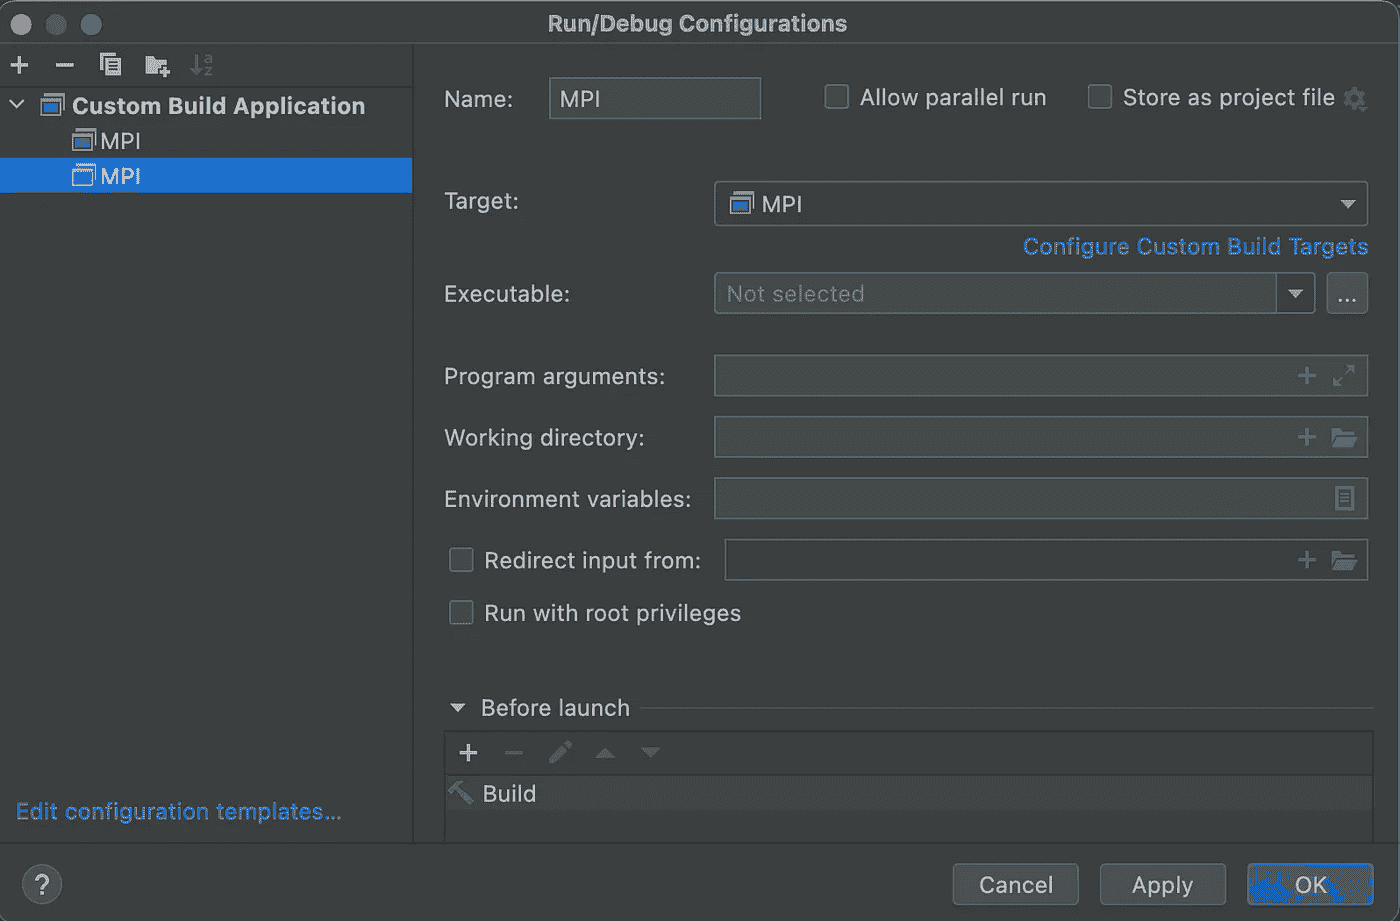 Run/Debug Configurations
Custom Build Application
MPI
MPI
Edit configuration templates...
Name: MPI Allow parallel run Store as project file
Target: MPI
Configure Custom Build Targets
Executable: Not selected ...
Program arguments:
Working directory:
Environment variables:
Redirect input from:
Run with root privileges
Before launch
Build
? Cancel Apply OK